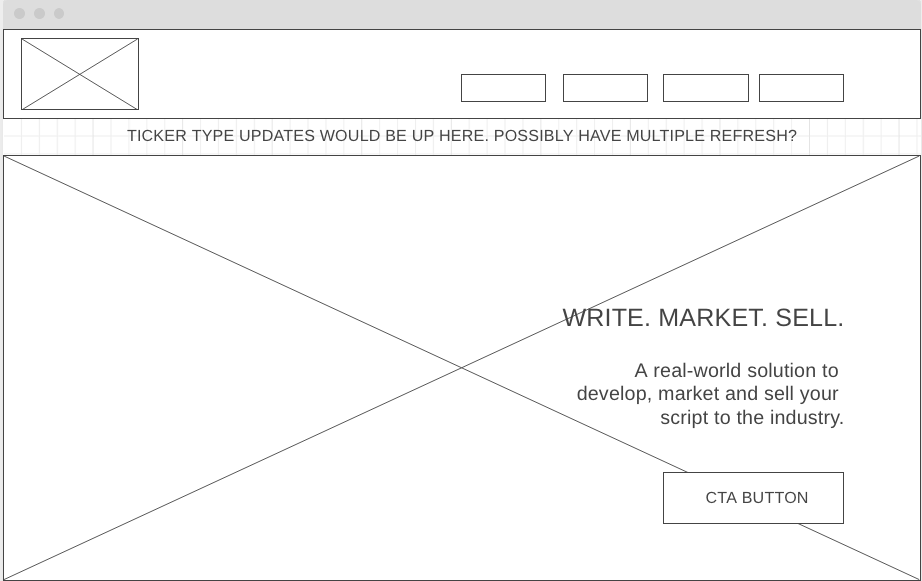 TICKER TYPE UPDATES WOULD BE UP HERE. POSSIBLY HAVE MULTIPLE REFRESH?
WRITE. MARKET. SELL.
A real-world solution to
develop, market and sell your
script to the industry.
CTA BUTTON